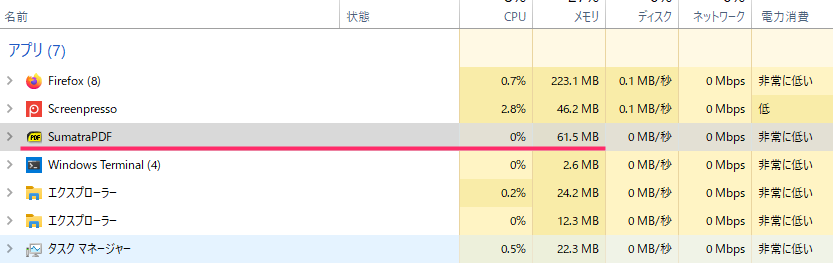 名前 状態 CPU メモリ ディスク ネットワーク 電力消費
アプリ (7)
Firefox (8) 0.7% 223.1 MB 0.1 MB/秒 0 Mbps 非常に低い
Screenpresso 2.8% 46.2 MB 0.1 MB/秒 0 Mbps 低
PDF SumatraPDF 0% 61.5 MB 0 MB/秒 0 Mbps 非常に低い
Windows Terminal (4) 0% 2.6 MB 0 MB/秒 0 Mbps 非常に低い
エクスプローラー 0.2% 24.2 MB 0 MB/秒 0 Mbps 非常に低い
エクスプローラー 0% 12.3 MB 0 MB/秒 0 Mbps 非常に低い
タスク マネージャー 0.5% 22.3 MB 0 MB/秒 0 Mbps 非常に低い